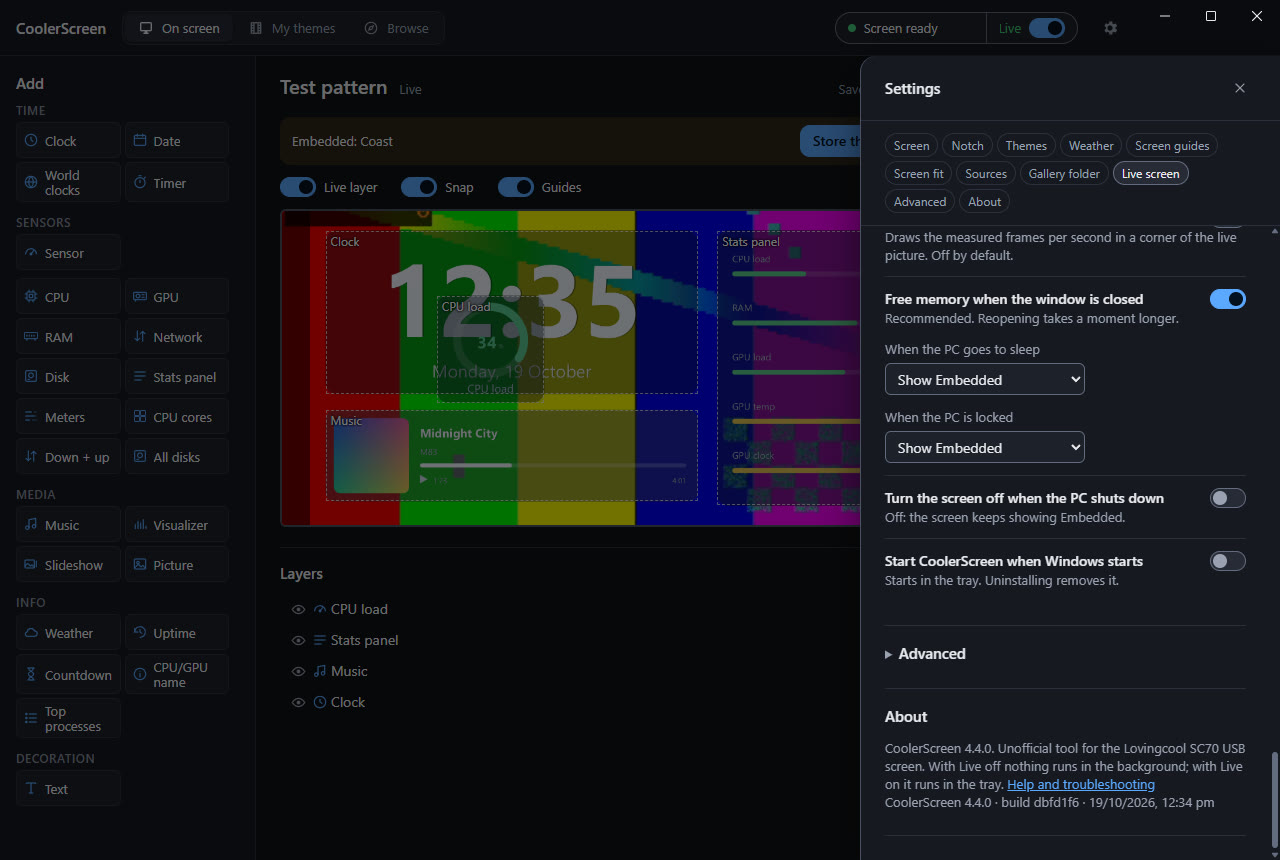 CoolerScreen
On screen
My themes
Browse
Screen ready
Live
Add
TIME
Clock
Date
World clocks
Timer
SENSORS
Sensor
CPU
GPU
RAM
Network
Disk
Stats panel
Meters
CPU cores
Down + up
All disks
MEDIA
Music
Visualizer
Slideshow
Picture
INFO
Weather
Uptime
Countdown
CPU/GPU name
Top processes
DECORATION
Text
Test pattern
Live
Embedded: Coast
Live layer
Snap
Guides
Clock
12:35
CPU load
34
Monday, 19 October
CPU load
Music
Midnight City
M83
4:01
Stats panel
CPU load
RAM
GPU load
GPU temp
GPU clock
Layers
CPU load
Stats panel
Music
Clock
Settings
Screen
Notch
Themes
Weather
Screen guides
Screen fit
Sources
Gallery folder
Live screen
Advanced
About
Draws the measured frames per second in a corner of the live
picture. Off by default.
Free memory when the window is closed
Recommended. Reopening takes a moment longer.
When the PC goes to sleep
Show Embedded
When the PC is locked
Show Embedded
Turn the screen off when the PC shuts down
Off: the screen keeps showing Embedded.
Start CoolerScreen when Windows starts
Starts in the tray. Uninstalling removes it.
Advanced
About
CoolerScreen 4.4.0. Unofficial tool for the Lovingcool SC70 USB
screen. With Live off nothing runs in the background; with Live
on it runs in the tray. Help and troubleshooting
CoolerScreen 4.4.0 · build dbfd1f6 · 19/10/2026, 12:34 pm